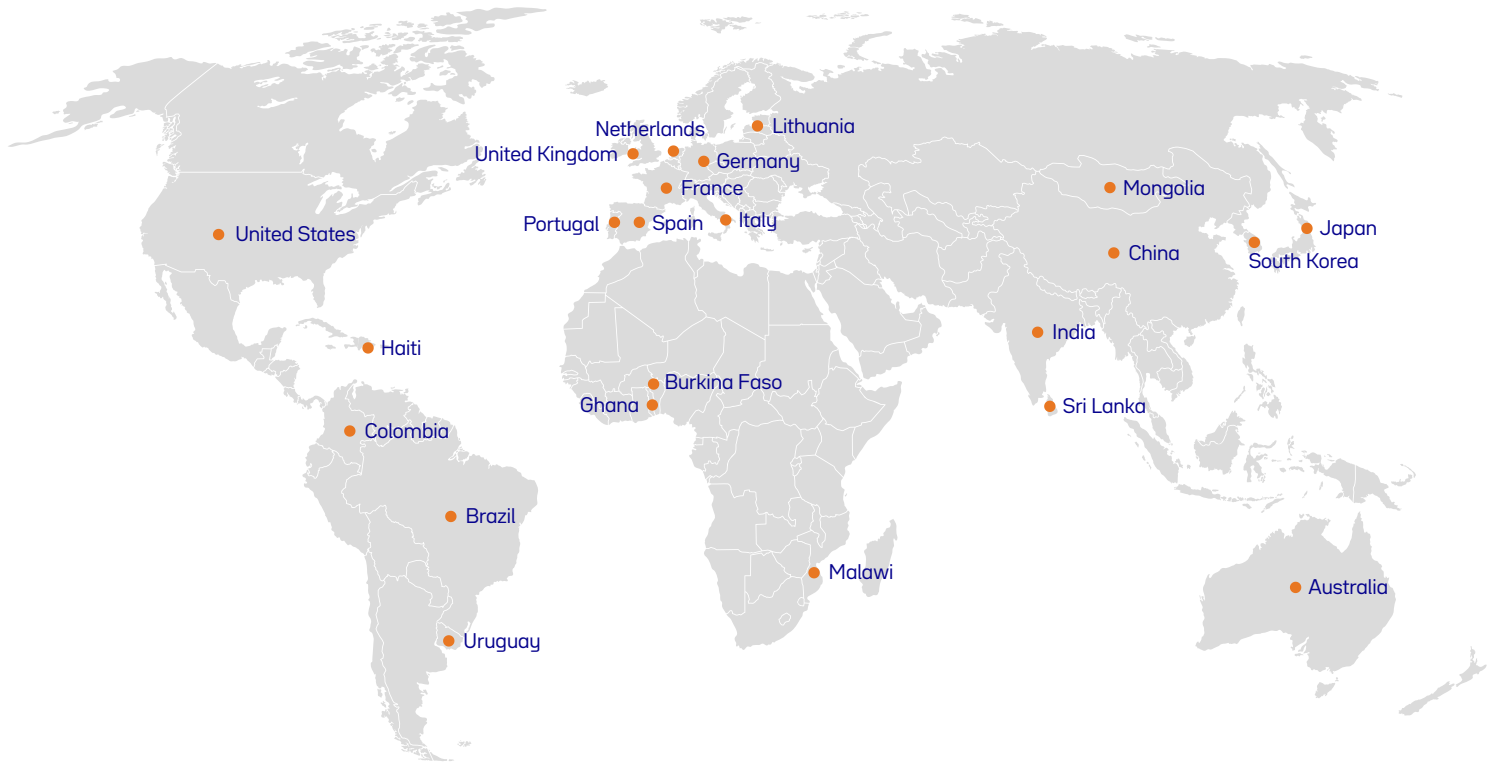 Lithuania
Netherlands
United Kingdom
Germany
France
Mongolia
Portugal
Spain
Italy
Japan
United States
China
South Korea
India
Haiti
Burkina Faso
Ghana
Sri Lanka
Colombia
Brazil
Malawi
Australia
Uruguay